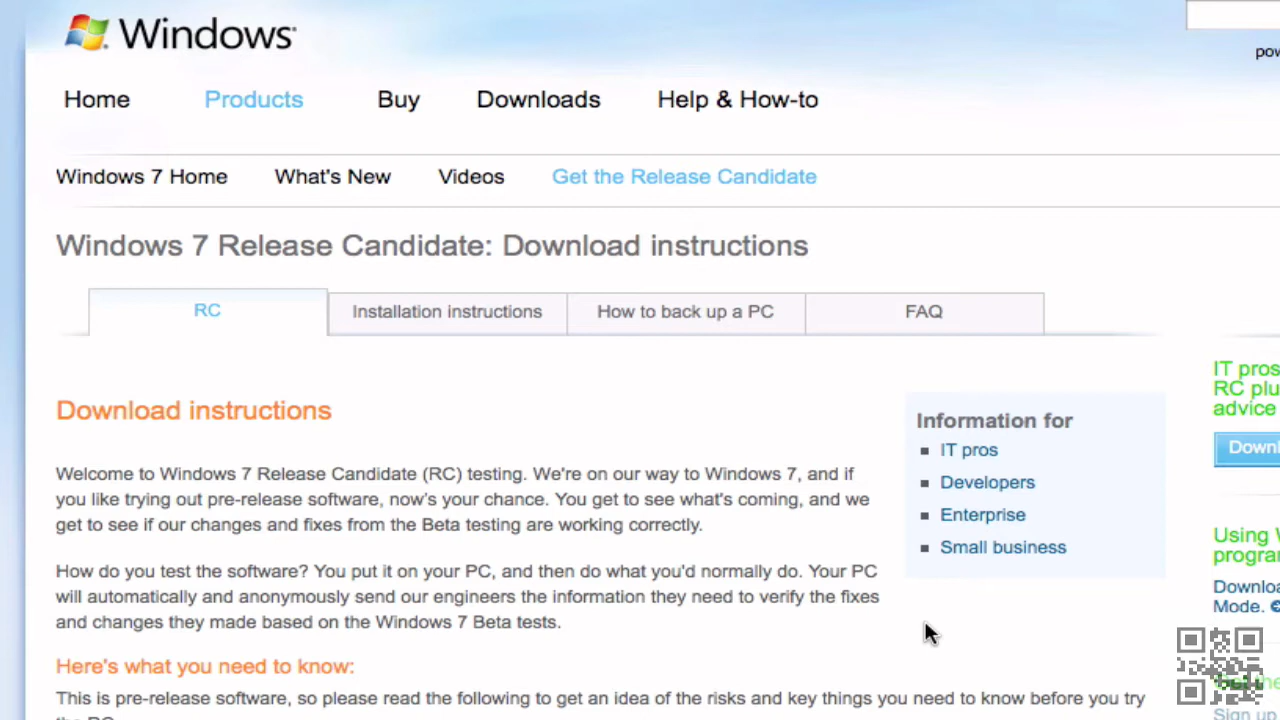 Windows
Home Products Buy Downloads Help & How-to
Windows 7 Home What's New Videos Get the Release Candidate
Windows 7 Release Candidate: Download instructions
RC Installation instructions How to back up a PC FAQ
Download instructions
Welcome to Windows 7 Release Candidate (RC) testing. We're on our way to Windows 7, and if
you like trying out pre-release software, now's your chance. You get to see what's coming, and we
get to see if our changes and fixes from the Beta testing are working correctly.
How do you test the software? You put it on your PC, and then do what you'd normally do. Your PC
will automatically and anonymously send our engineers the information they need to verify the fixes
and changes they made based on the Windows 7 Beta tests.
Here's what you need to know:
This is pre-release software, so please read the following to get an idea of the risks and key things you need to know before you try
Information for
IT pros
Developers
Enterprise
Small business
IT pros
RC plu
advice
Downl
Using
program
Downloa
Mode.
Sign up